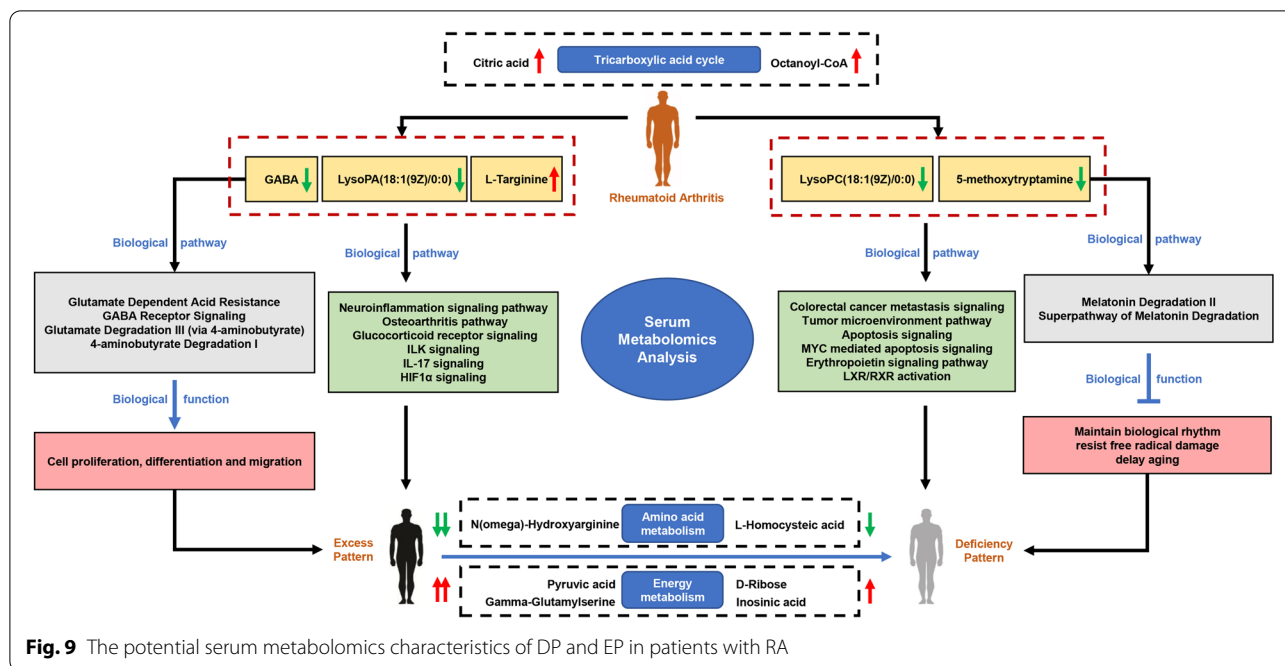 Citric acid
Tricarboxylic acid cycle
Octanoyl-CoA
GABA
LysoPA(18:1(9Z)/0:0)
L-Targinine
Rheumatoid Arthritis
LysoPC(18:1(9Z)/0:0)
5-methoxytryptamine
Biological pathway
Biological pathway
Biological pathway
Biological pathway
Glutamate Dependent Acid Resistance
GABA Receptor Signaling
Glutamate Degradation III (via 4-aminobutyrate)
4-aminobutyrate Degradation I
Neuroinflammation signaling pathway
Osteoarthritis pathway
Glucocorticoid receptor signaling
ILK signaling
IL-17 signaling
HIF1α signaling
Serum
Metabolomics
Analysis
Colorectal cancer metastasis signaling
Tumor microenvironment pathway
Apoptosis signaling
MYC mediated apoptosis signaling
Erythropoietin signaling pathway
LXR/RXR activation
Melatonin Degradation II
Superpathway of Melatonin Degradation
Biological function
Biological function
Cell proliferation, differentiation and migration
Maintain biological rhythm
resist free radical damage
delay aging
Excess
Pattern
N(omega)-Hydroxyarginine
Amino acid
metabolism
L-Homocysteic acid
Pyruvic acid
Gamma-Glutamylserine
Energy
metabolism
D-Ribose
Inosinic acid
Deficiency
Pattern
Fig. 9 The potential serum metabolomics characteristics of DP and EP in patients with RA